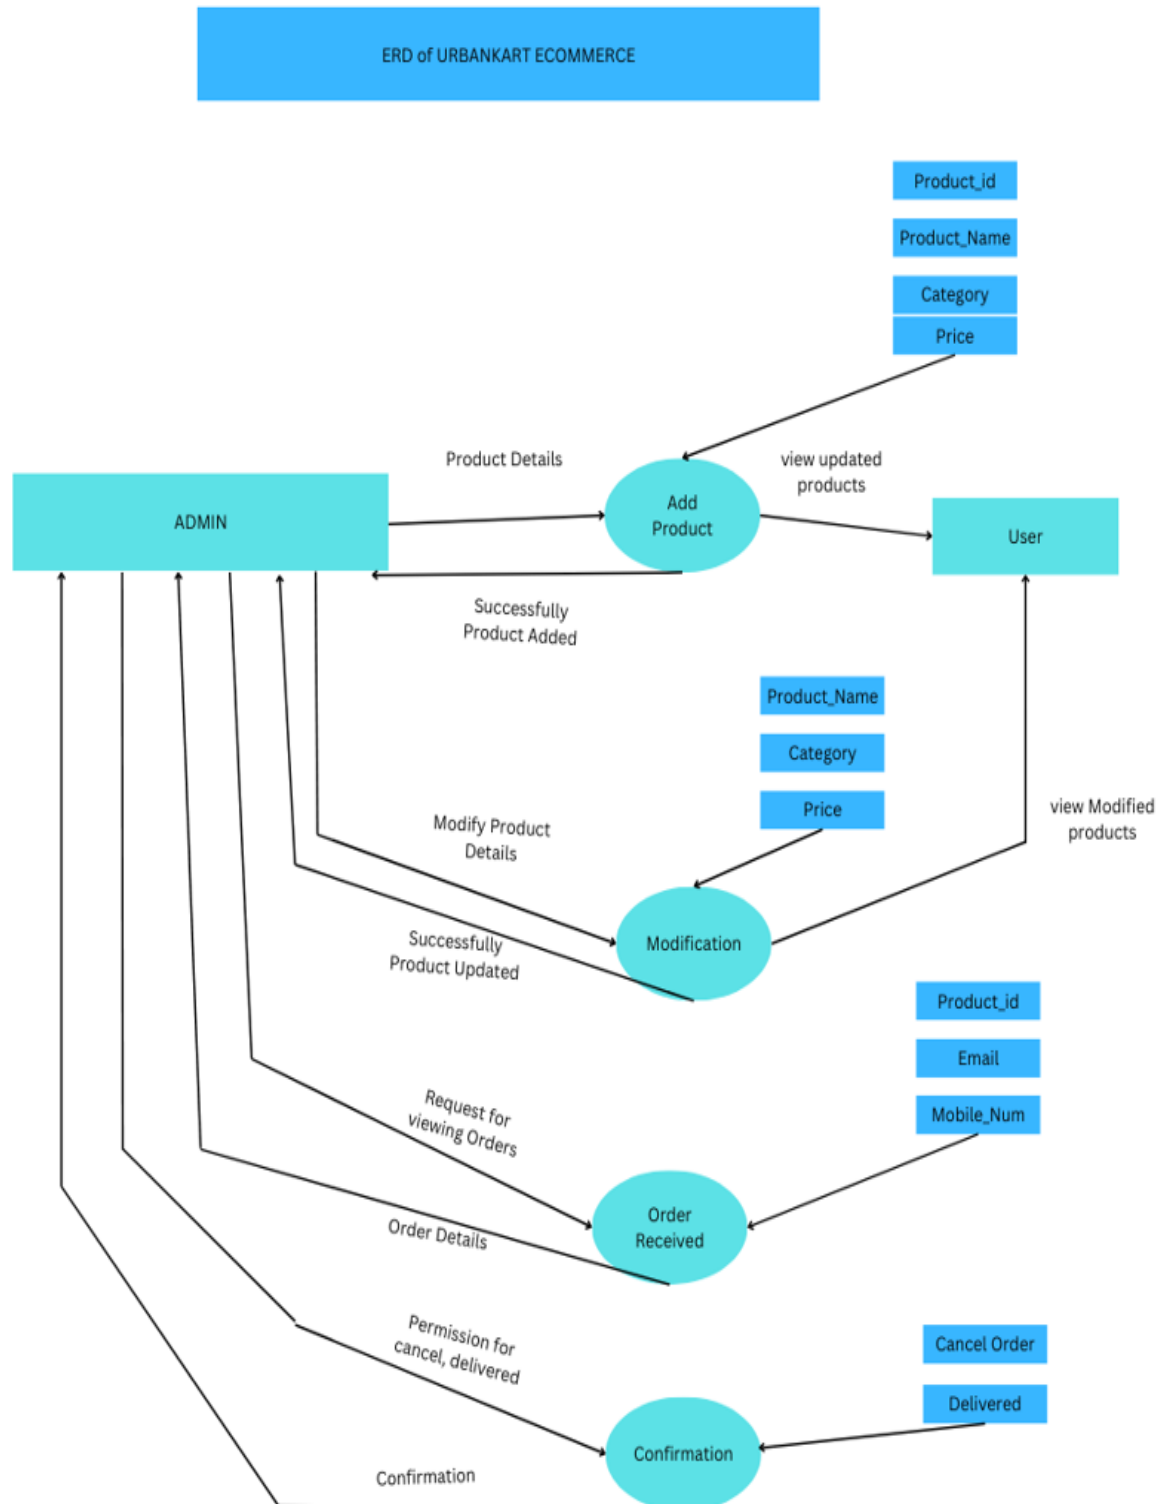 ERD of URBANKART ECOMMERCE
Product_id
Product_Name
Category
Price
Product Details
view updated
products
Add
Product
ADMIN
User
Successfully
Product Added
Product_Name
Category
Price
Modify Product
Details
view Modified
products
Modification
Successfully
Product Updated
Product_id
Email
Mobile_Num
Request for
viewing Orders
Order
Received
Order Details
Permission for
cancel, delivered
Cancel Order
Delivered
Confirmation
Confirmation